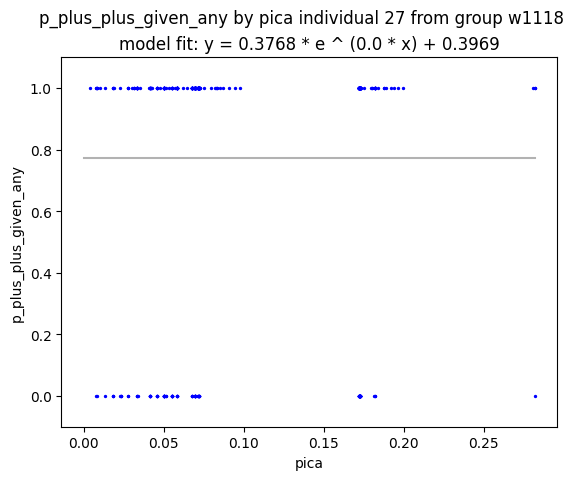 p_plus_plus_given_any by pica individual 27 from group w1118
model fit: y = 0.3768 * e ^ (0.0 * x) + 0.3969
1.0
0.8
0.6
0.4
0.2
0.0
p_plus_plus_given_any
0.00 0.05 0.10 0.15 0.20 0.25
pica